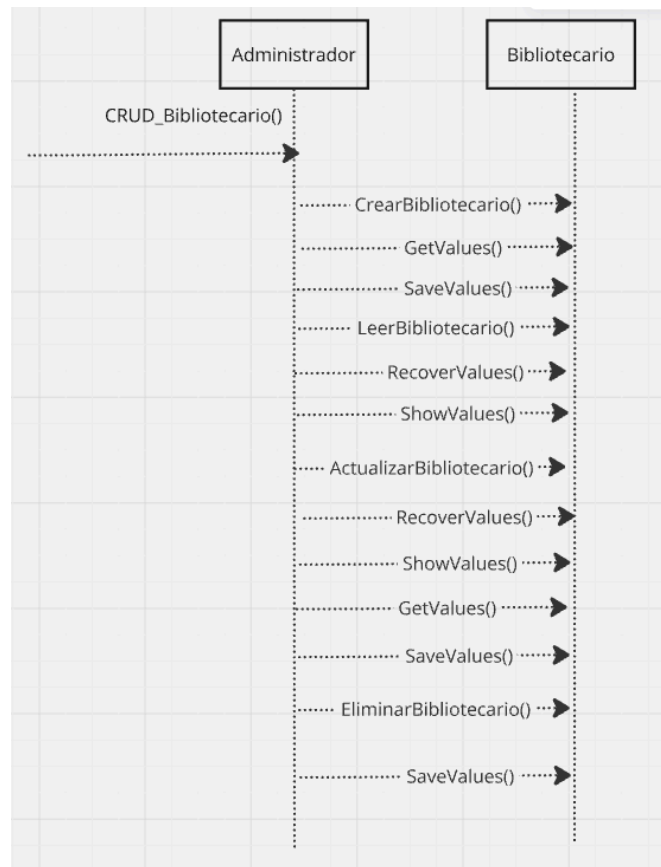 Administrador
Bibliotecario
CRUD_Bibliotecario()
CrearBibliotecario()
GetValues()
SaveValues()
LeerBibliotecario()
RecoverValues()
ShowValues()
ActualizarBibliotecario()
RecoverValues()
ShowValues()
GetValues()
SaveValues()
EliminarBibliotecario()
SaveValues()